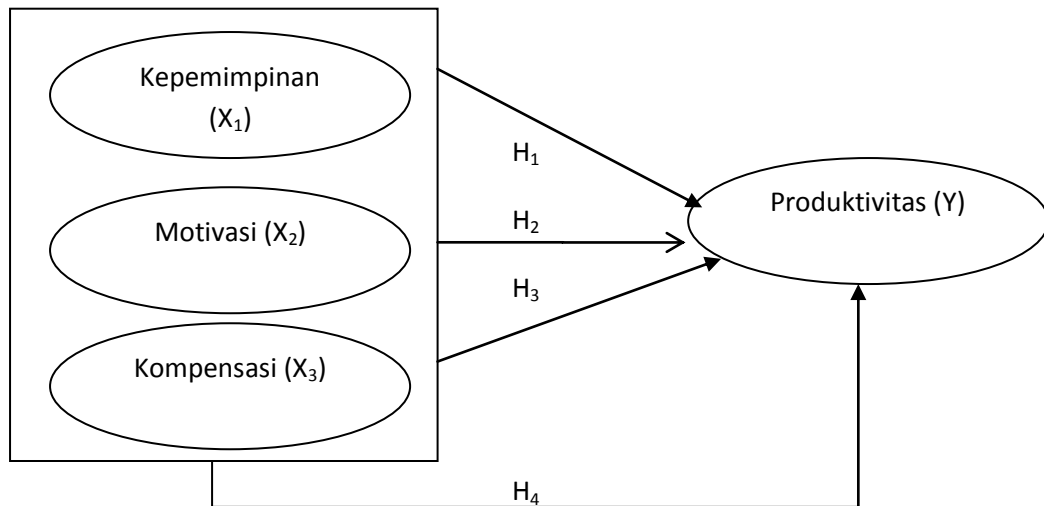 Kepemimpinan
(X₁)
H₁
Motivasi (X₂)
H₂
Produktivitas (Y)
H₃
Kompensasi (X₃)
H₄